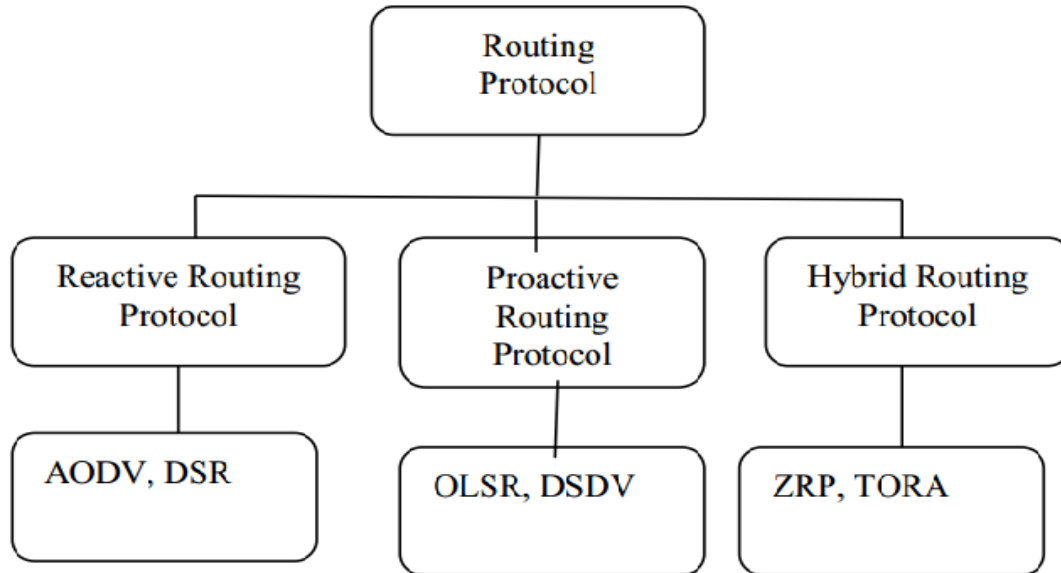 Routing
Protocol
Reactive Routing
Protocol
Proactive
Routing
Protocol
Hybrid Routing
Protocol
AODV, DSR
OLSR, DSDV
ZRP, TORA